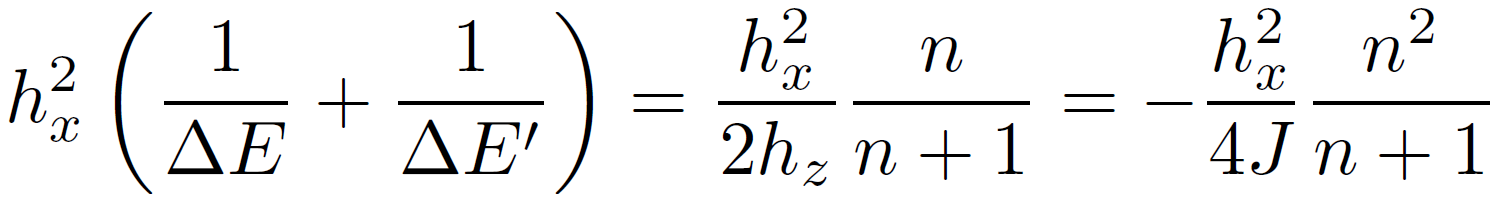 h_x^2 \left( \frac{1}{\Delta E} + \frac{1}{\Delta E'} \right) = \frac{h_x^2}{2h_z} \frac{n}{n+1} = -\frac{h_x^2}{4J} \frac{n^2}{n+1}